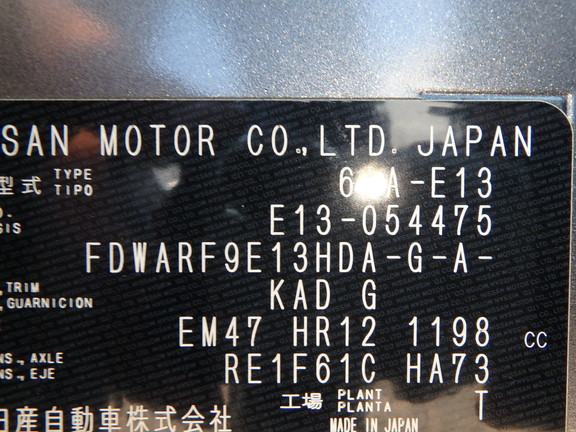 SAN MOTOR CO., LTD. JAPAN
型式 TYPE TIPO A-E13
E13-054475
FDWARF9E13HDA-G-A-
TRIM
GUARNICION KAD G
EM47 HR12 1198 CC
NS., AXLE
NS., EJE RE1F61C HA73
工場 PLANT PLANTA T
日産自動車株式会社 MADE IN JAPAN